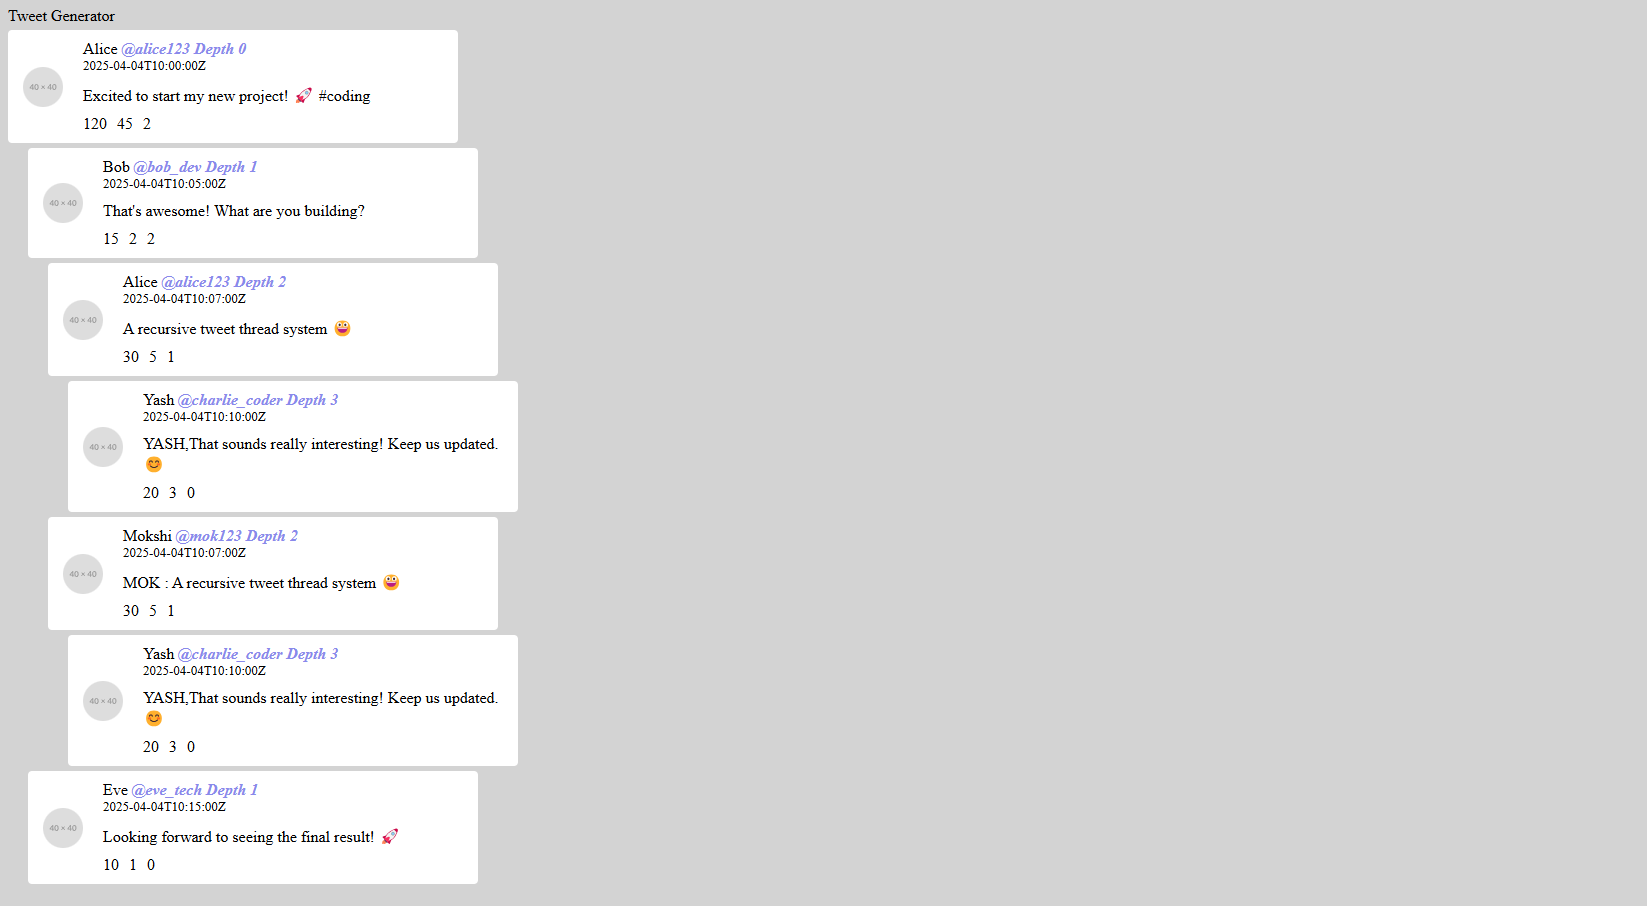 Tweet Generator
Alice @alice123 Depth 0
2025-04-04T10:00:00Z
40 × 40
Excited to start my new project! 🚀 #coding
120 45 2
Bob @bob_dev Depth 1
2025-04-04T10:05:00Z
40 × 40
That's awesome! What are you building?
15 2 2
Alice @alice123 Depth 2
2025-04-04T10:07:00Z
40 × 40
A recursive tweet thread system 😀
30 5 1
Yash @charlie_coder Depth 3
2025-04-04T10:10:00Z
40 × 40
YASH,That sounds really interesting! Keep us updated.
😊
20 3 0
Mokshi @mok123 Depth 2
2025-04-04T10:07:00Z
40 × 40
MOK : A recursive tweet thread system 😀
30 5 1
Yash @charlie_coder Depth 3
2025-04-04T10:10:00Z
40 × 40
YASH,That sounds really interesting! Keep us updated.
😊
20 3 0
Eve @eve_tech Depth 1
2025-04-04T10:15:00Z
40 × 40
Looking forward to seeing the final result! 🚀
10 1 0